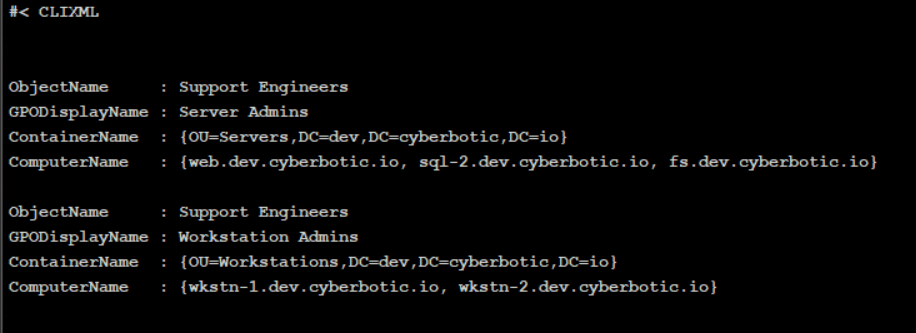 #< CLIXML
ObjectName      : Support Engineers
GPODisplayName : Server Admins
ContainerName   : {OU=Servers,DC=dev,DC=cyberbotic,DC=io}
ComputerName    : {web.dev.cyberbotic.io, sql-2.dev.cyberbotic.io, fs.dev.cyberbotic.io}
ObjectName      : Support Engineers
GPODisplayName : Workstation Admins
ContainerName   : {OU=Workstations,DC=dev,DC=cyberbotic,DC=io}
ComputerName    : {wkstn-1.dev.cyberbotic.io, wkstn-2.dev.cyberbotic.io}